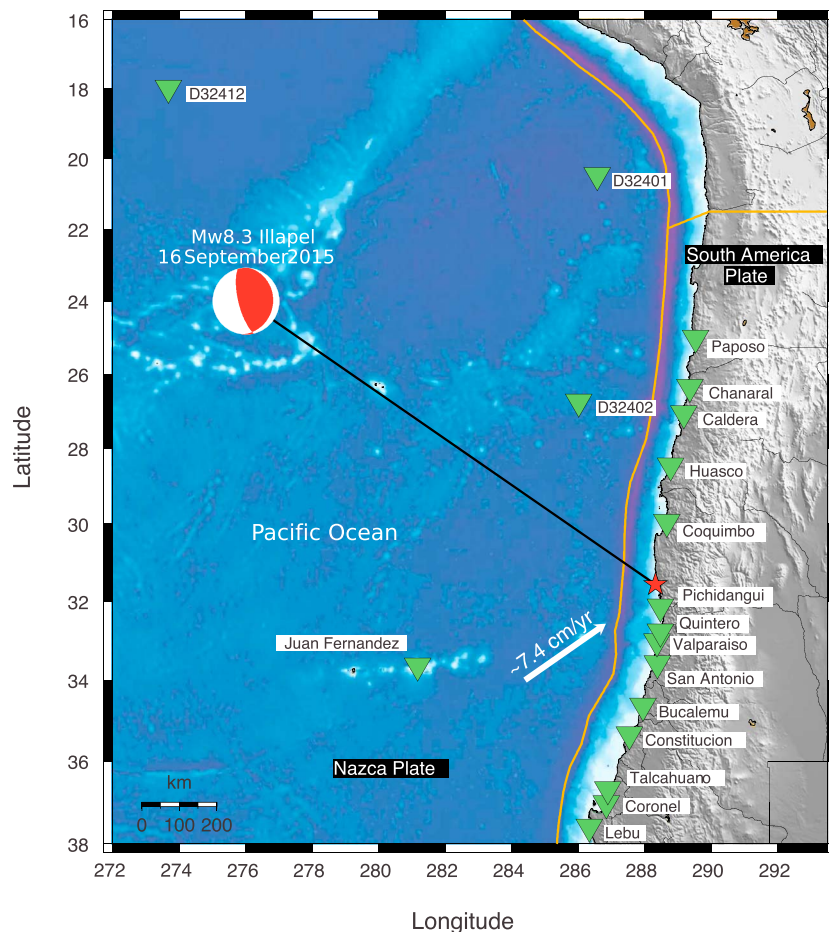 16
18
20
22
24
26
28
30
32
34
36
38
Latitude
D32412
D32401
Mw8.3 Illapel
16September2015
South America
Plate
Paposo
D32402
Chanaral
Caldera
Huasco
Pacific Ocean
Coquimbo
Pichidangui
~7.4 cm/yr
Quintero
Juan Fernandez
Valparaiso
San Antonio
Bucalemu
Constitucion
Nazca Plate
Talcahuano
km
0 100 200
Coronel
Lebu
272 274 276 278 280 282 284 286 288 290 292
Longitude